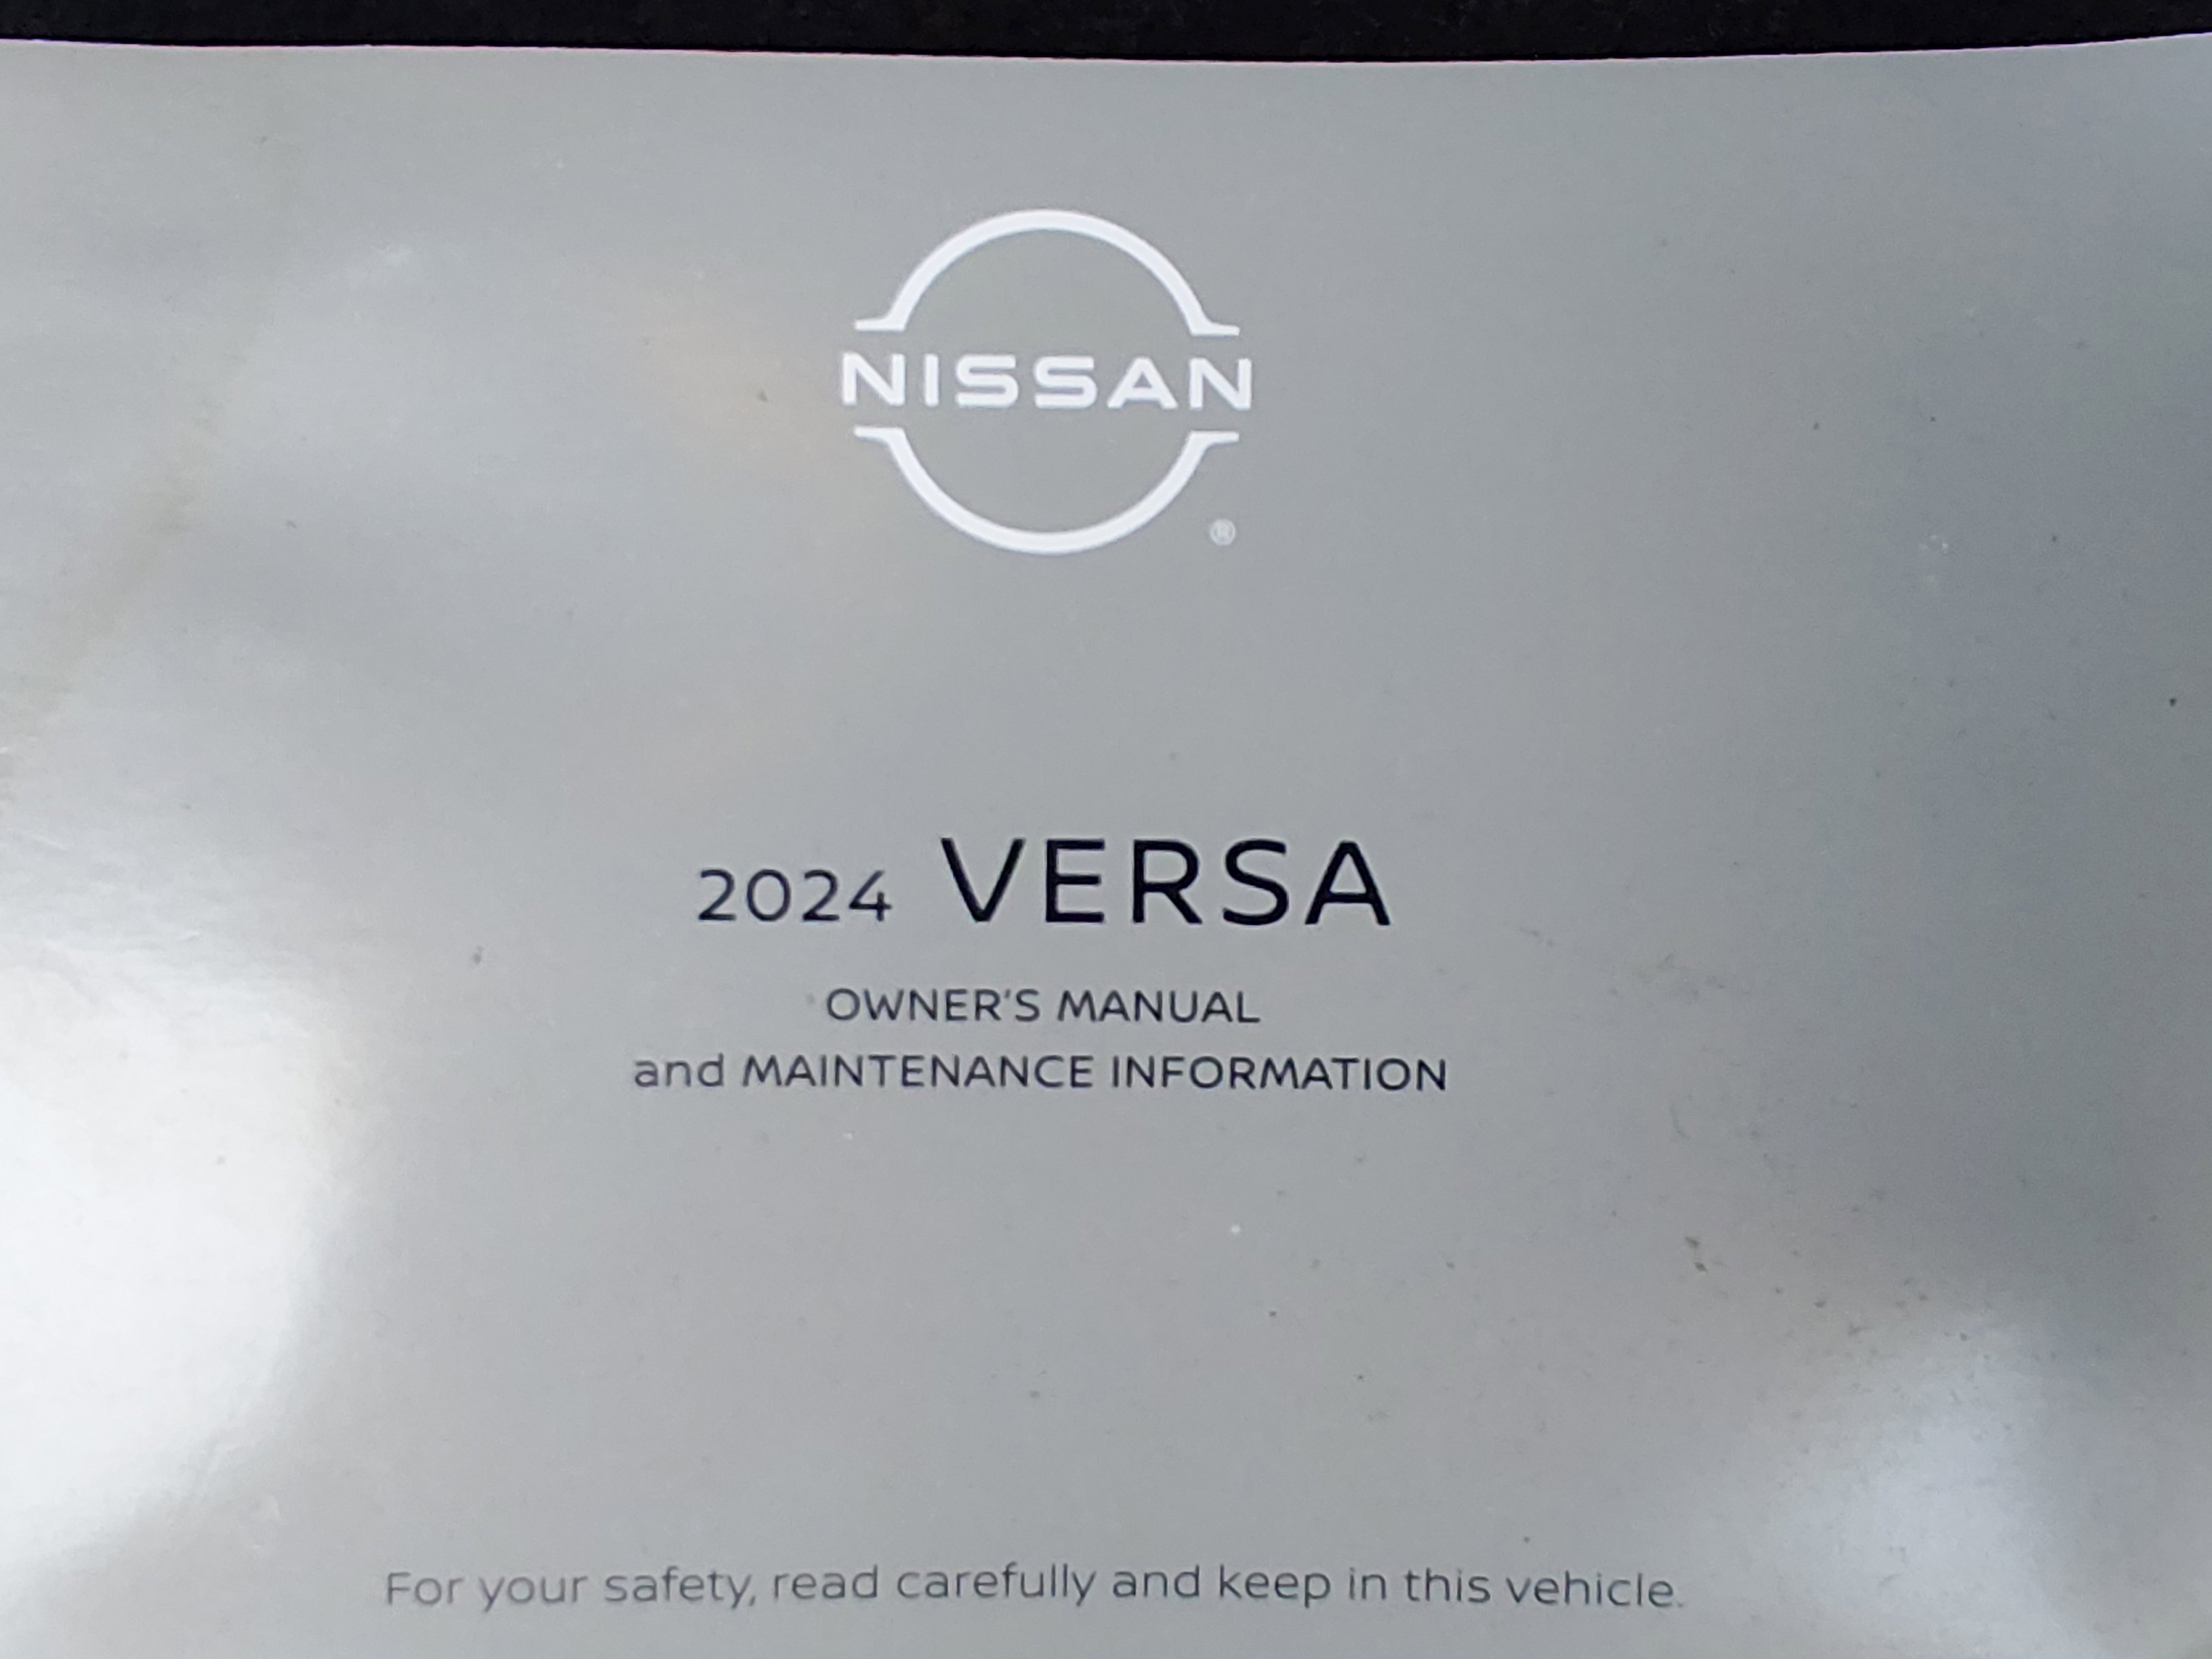 NISSAN
®
2024 VERSA
OWNER'S MANUAL
and MAINTENANCE INFORMATION
For your safety, read carefully and keep in this vehicle.